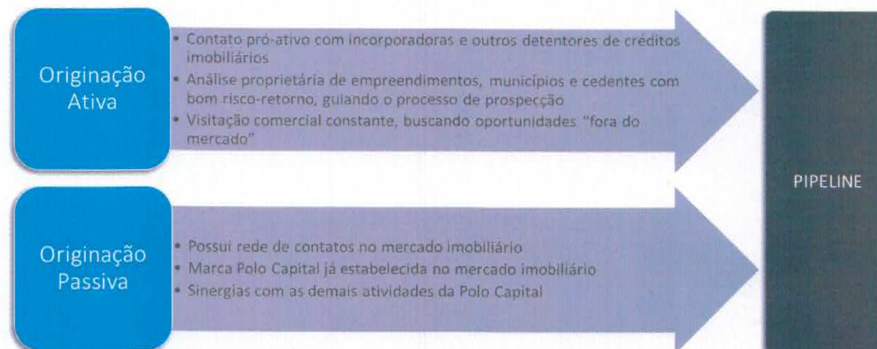 Originação
Ativa
• Contato pró-ativo com incorporadoras e outros detentores de créditos
imobiliários
• Análise proprietária de empreendimentos, municípios e cedentes com
bom risco-retorno, guiando o processo de prospecção
• Visitação comercial constante, buscando oportunidades "fora do
mercado"
PIPELINE
Originação
Passiva
• Possui rede de contatos no mercado imobiliário
• Marca Polo Capital já estabelecida no mercado imobiliário
• Sinergias com as demais atividades da Polo Capital